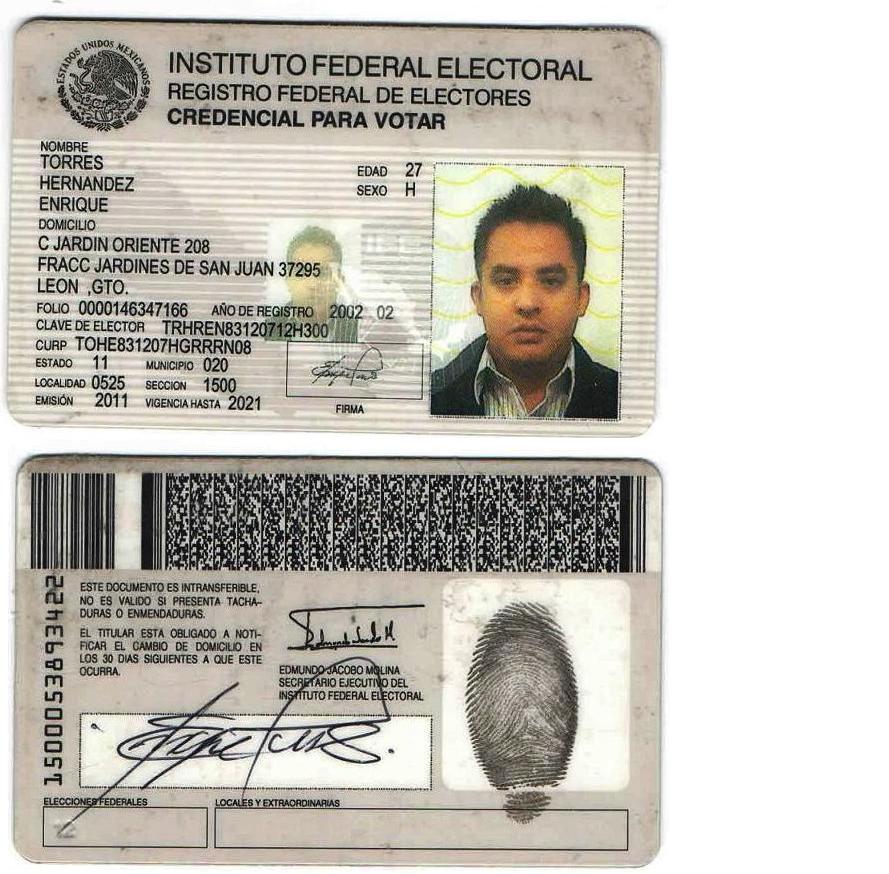 ESTADOS UNIDOS MEXICANOS
INSTITUTO FEDERAL ELECTORAL
REGISTRO FEDERAL DE ELECTORES
CREDENCIAL PARA VOTAR
NOMBRE
TORRES
HERNANDEZ
ENRIQUE
EDAD 27
SEXO H
DOMICILIO
C JARDIN ORIENTE 208
FRACC JARDINES DE SAN JUAN 37295
LEON ,GTO.
FOLIO 0000146347166 AÑO DE REGISTRO 2002 02
CLAVE DE ELECTOR TRHREN83120712H300
CURP TOHE831207HGRRRN08
ESTADO 11 MUNICIPIO 020
LOCALIDAD 0525 SECCION 1500
EMISIÓN 2011 VIGENCIA HASTA 2021
FIRMA
1500053893422
ESTE DOCUMENTO ES INTRANSFERIBLE,
NO ES VALIDO SI PRESENTA TACHA-
DURAS O ENMENDADURAS.
EL TITULAR ESTA OBLIGADO A NOTI-
FICAR EL CAMBIO DE DOMICILIO EN
LOS 30 DIAS SIGUIENTES A QUE ESTE
OCURRA.
EDMUNDO JACOBO MOLINA
SECRETARIO EJECUTIVO DEL
INSTITUTO FEDERAL ELECTORAL
ELECCIONES FEDERALES
LOCALES Y EXTRAORDINARIAS
12